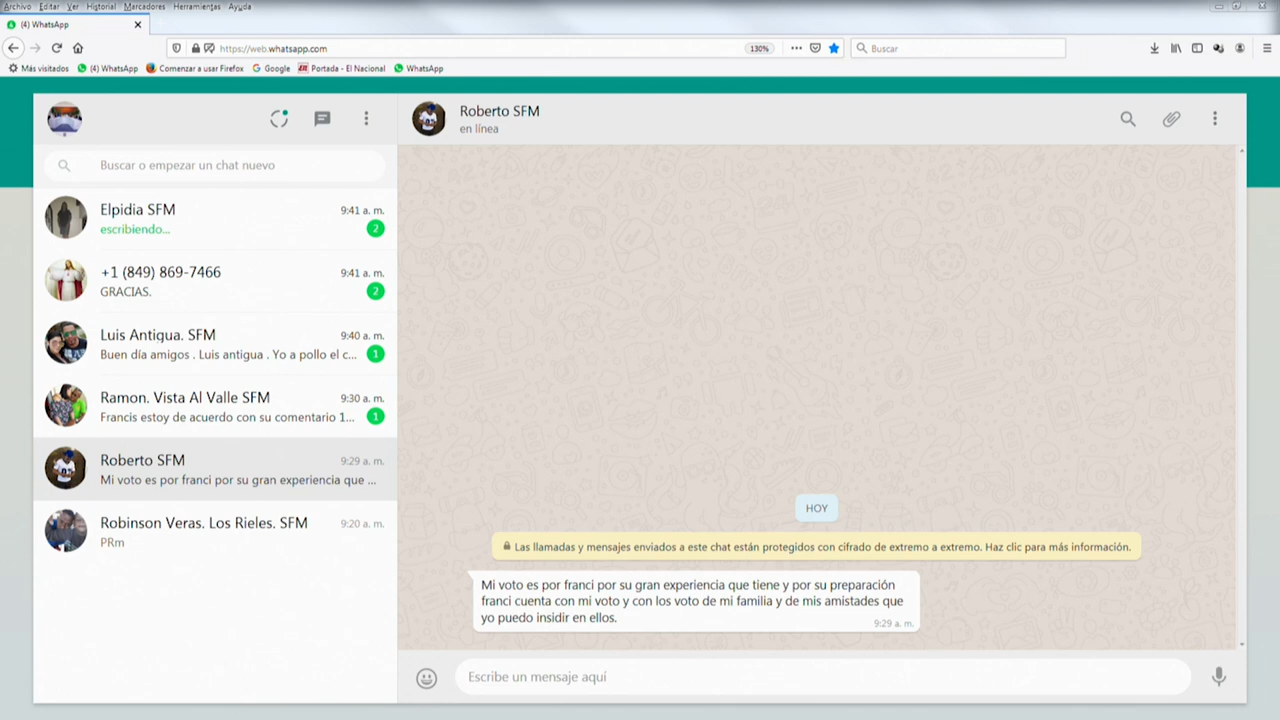 Archivo Editar Ver Historial Marcadores Herramientas Ayuda
(4) WhatsApp
https://web.whatsapp.com
130%
Buscar
Más visitados (4) WhatsApp Comenzar a usar Firefox Google Portada - El Nacional WhatsApp
Roberto SFM
en línea
Buscar o empezar un chat nuevo
Elpidia SFM 9:41 a. m.
escribiendo... 2
+1 (849) 869-7466 9:41 a. m.
GRACIAS. 2
Luis Antigua. SFM 9:40 a. m.
Buen día amigos . Luis antigua . Yo a pollo el c... 1
Ramon. Vista Al Valle SFM 9:30 a. m.
Francis estoy de acuerdo con su comentario 1... 1
Roberto SFM 9:29 a. m.
Mi voto es por franci por su gran experiencia que ...
Robinson Veras. Los Rieles. SFM 9:20 a. m.
PRm
HOY
Las llamadas y mensajes enviados a este chat están protegidos con cifrado de extremo a extremo. Haz clic para más información.
Mi voto es por franci por su gran experiencia que tiene y por su preparación
franci cuenta con mi voto y con los voto de mi familia y de mis amistades que
yo puedo insidir en ellos.
9:29 a. m.
Escribe un mensaje aquí